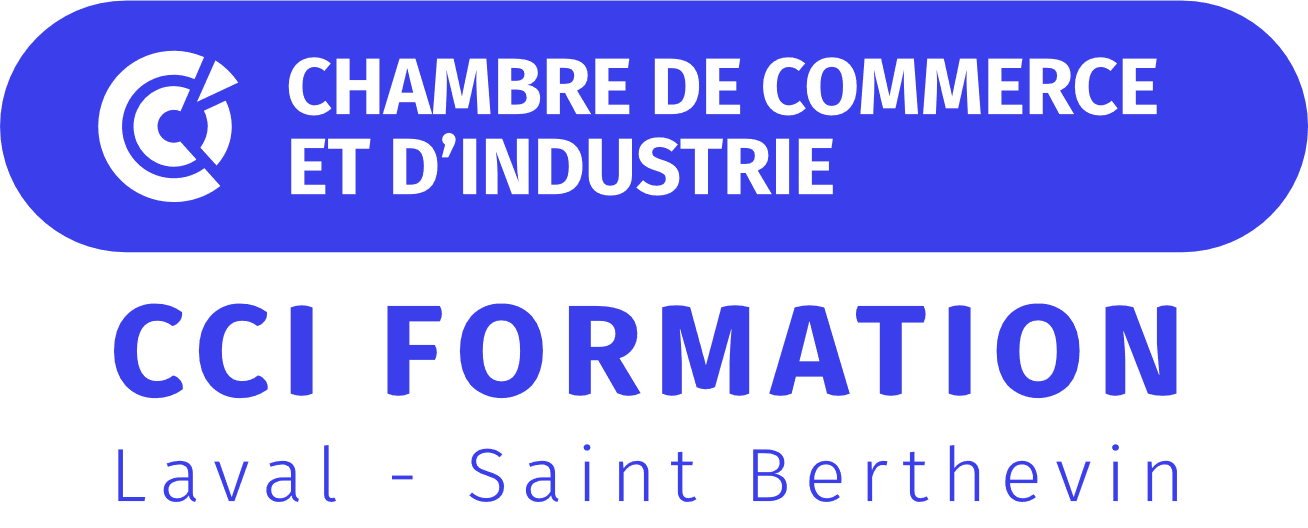 CHAMBRE DE COMMERCE
ET D’INDUSTRIE
CCI FORMATION
Laval - Saint Berthevin